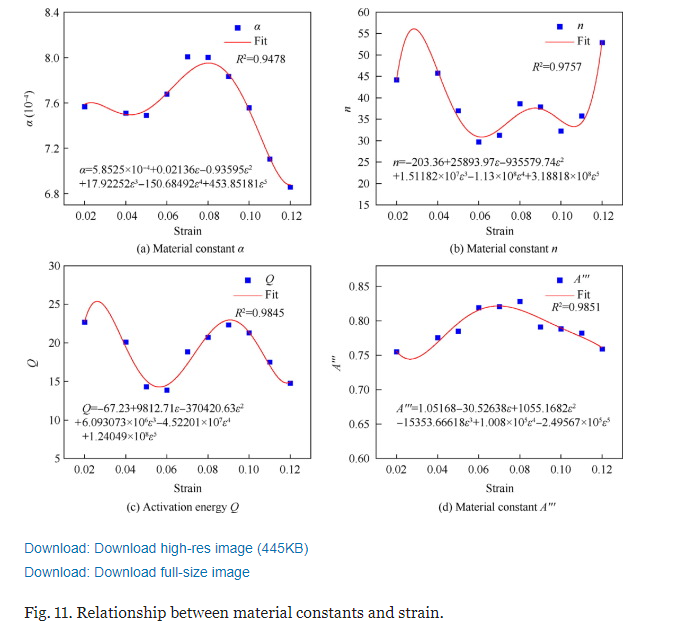 8.4
8.0
7.6
7.2
6.8
α (10⁻⁴)
α
Fit
R²=0.9478
α=5.8525×10⁻⁴+0.02136ε−0.93595ε²
+17.92252ε³−150.68492ε⁴+453.85181ε⁵
0.02 0.04 0.06 0.08 0.10 0.12
Strain
(a) Material constant α
60
55
50
45
40
35
30
25
20
15
n
n
Fit
R²=0.9757
n=−203.36+25893.97ε−935579.74ε²
+1.51182×10⁷ε³−1.13×10⁸ε⁴+3.18818×10⁸ε⁵
0.02 0.04 0.06 0.08 0.10 0.12
Strain
(b) Material constant n
30
25
20
15
10
5
Q
Q
Fit
R²=0.9845
Q=−67.23+9812.71ε−370420.63ε²
+6.093073×10⁶ε³−4.52201×10⁷ε⁴
+1.24049×10⁸ε⁵
0.02 0.04 0.06 0.08 0.10 0.12
Strain
(c) Activation energy Q
0.85
0.80
0.75
0.70
0.65
0.60
A‴
A‴
Fit
R²=0.9851
A‴=1.05168−30.52638ε+1055.1682ε²
−15353.66618ε³+1.008×10⁵ε⁴−2.49567×10⁵ε⁵
0.02 0.04 0.06 0.08 0.10 0.12
Strain
(d) Material constant A‴
Download: Download high-res image (445KB)
Download: Download full-size image
Fig. 11. Relationship between material constants and strain.